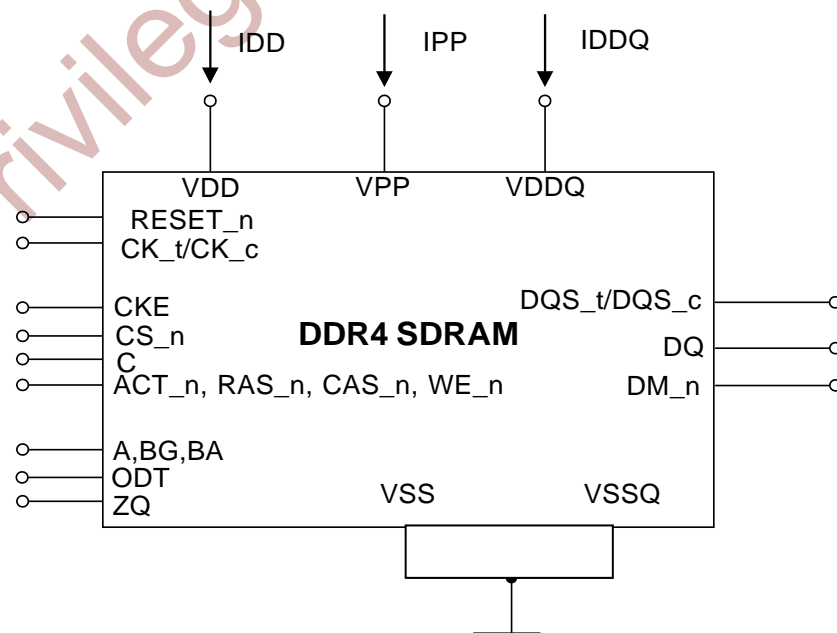 IDD IPP IDDQ
VDD VPP VDDQ
RESET_n
CK_t/CK_c
CKE DQS_t/DQS_c
CS_n DDR4 SDRAM
C DQ
ACT_n, RAS_n, CAS_n, WE_n DM_n
A,BG,BA
ODT
ZQ VSS VSSQ